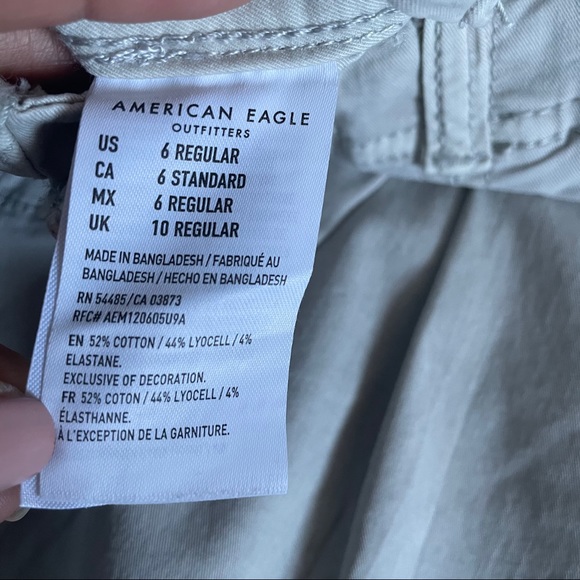 AMERICAN EAGLE
OUTFITTERS
US 6 REGULAR
CA 6 STANDARD
MX 6 REGULAR
UK 10 REGULAR
MADE IN BANGLADESH / FABRIQUÉ AU
BANGLADESH / HECHO EN BANGLADESH
RN 54485 / CA 03873
RFC# AEM120605U9A
EN 52% COTTON / 44% LYOCELL / 4%
ELASTANE.
EXCLUSIVE OF DECORATION.
FR 52% COTON / 44% LYOCELL / 4%
ÉLASTHANNE.
À L'EXCEPTION DE LA GARNITURE.